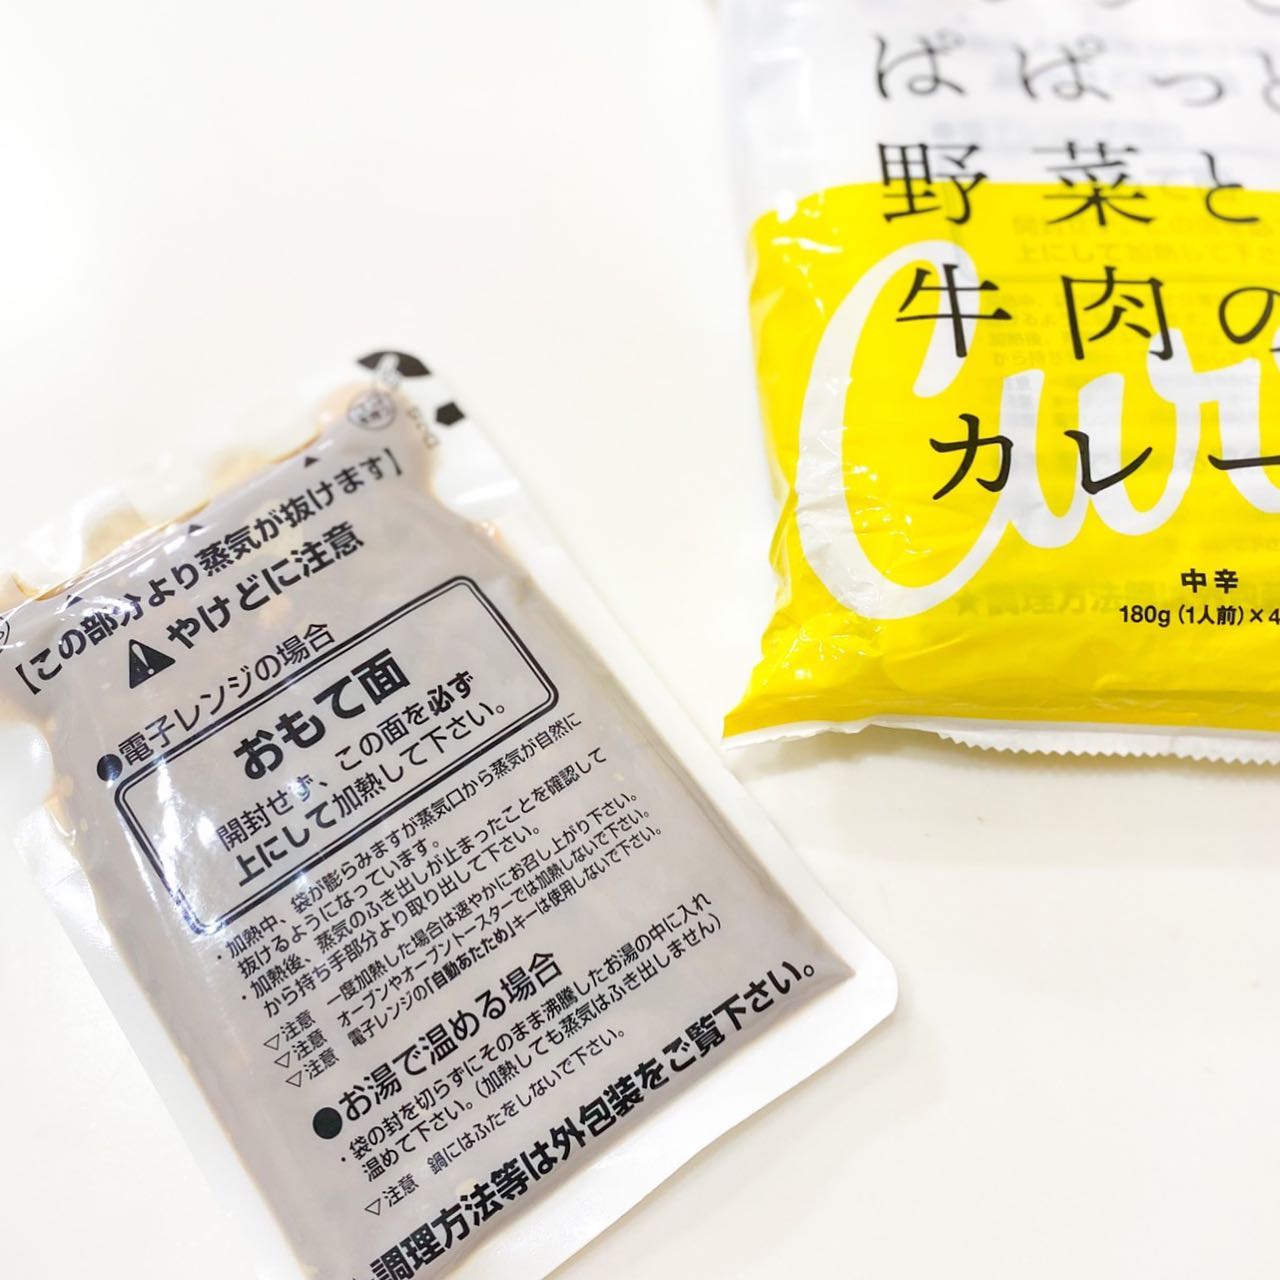 ぱぱっと
野菜と
牛肉の
カレー
Cur
中辛
180g(1人前)×4
【この部分より蒸気が抜けます】
やけどに注意
●電子レンジの場合
おもて面
開封せず、この面を必ず
上にして加熱して下さい。
・加熱中、袋が膨らみますが蒸気口から蒸気が自然に
抜けるようになっています。
・加熱後、蒸気のふき出しが止まったことを確認して
から持ち手部分より取り出して下さい。
▽注意 一度加熱した場合は速やかにお召し上がり下さい。
▽注意 オーブンやオーブントースターでは加熱しないで下さい。
▽注意 電子レンジの「自動あたため」キーは使用しないで下さい。
●お湯で温める場合
・袋の封を切らずにそのまま沸騰したお湯の中に入れ
温めて下さい。(加熱しても蒸気はふき出しません)
▽注意 鍋にはふたをしないで下さい。
調理方法等は外包装をご覧下さい。